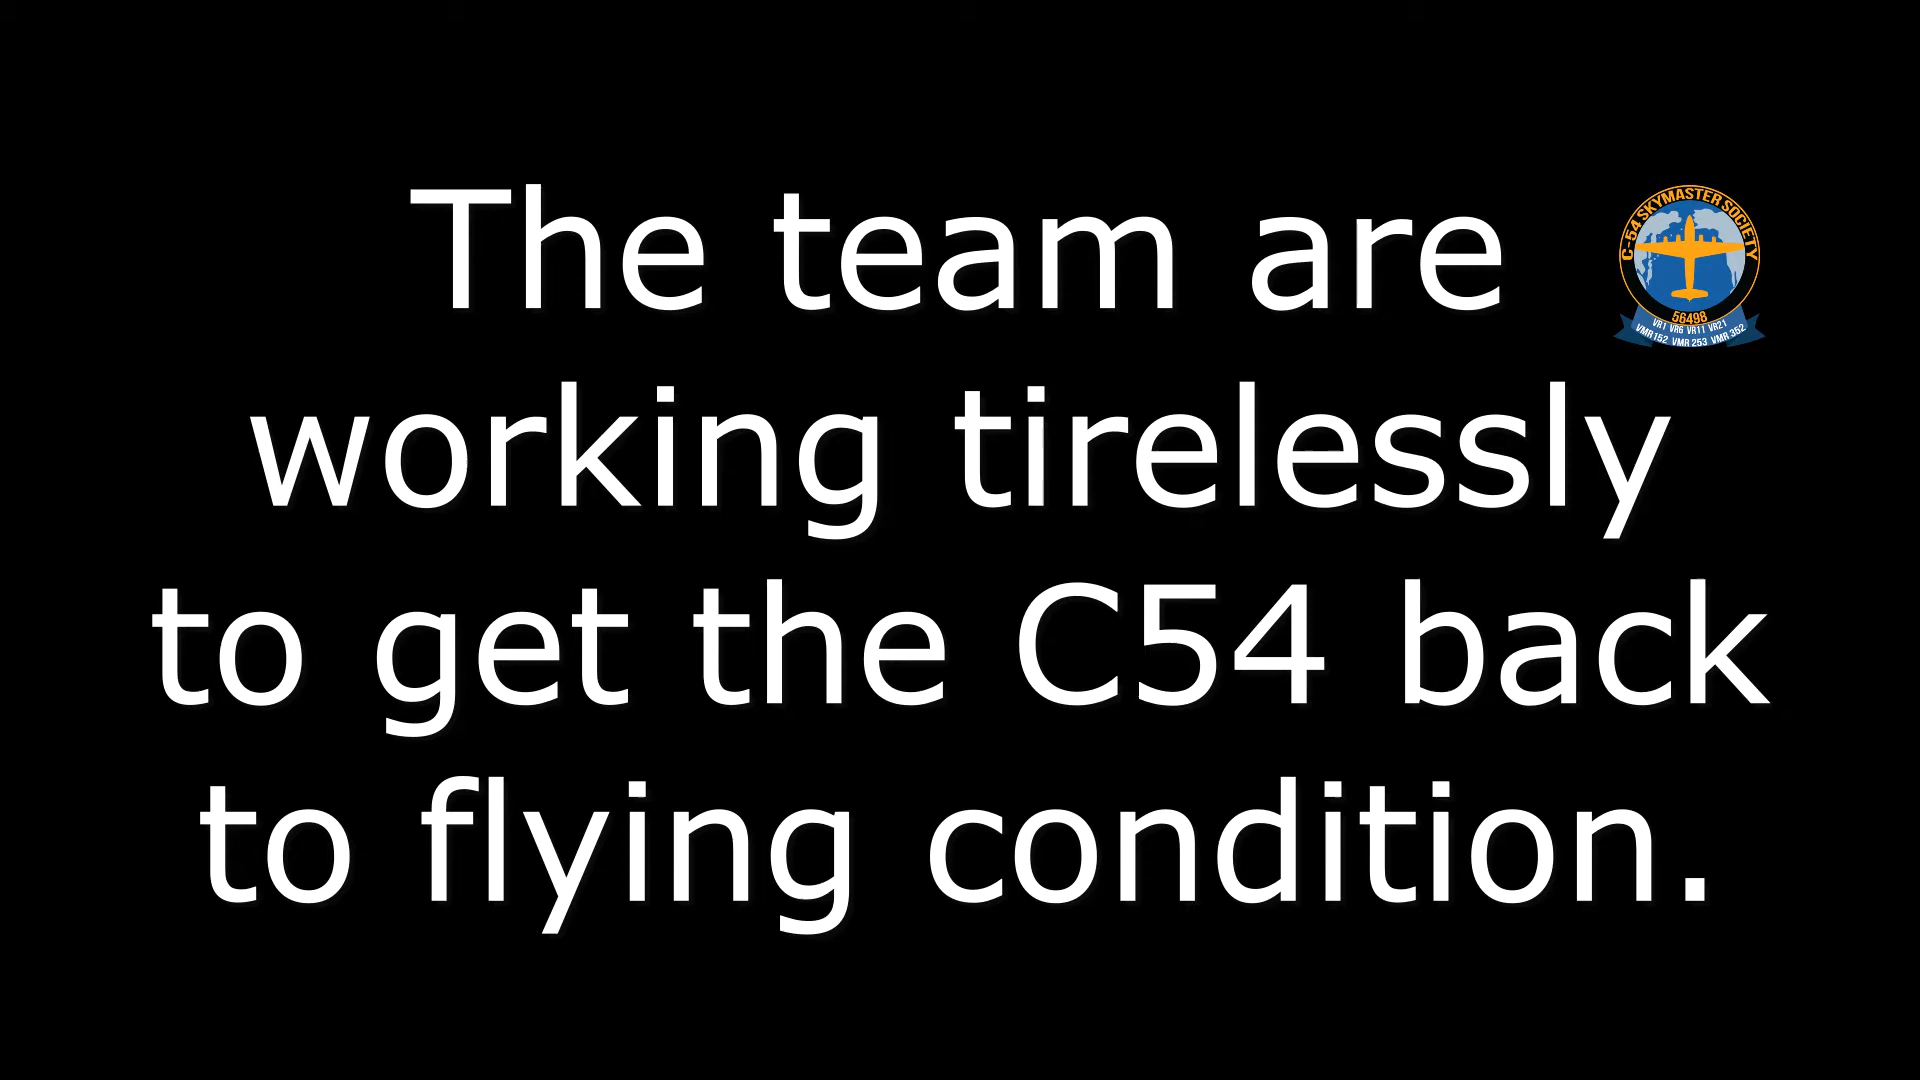 The team are
working tirelessly
to get the C54 back
to flying condition.
C-54 SKYMASTER SOCIETY
56498
VR1 VR6 VR11 VR21
VMR152 VMR 253 VMR 352